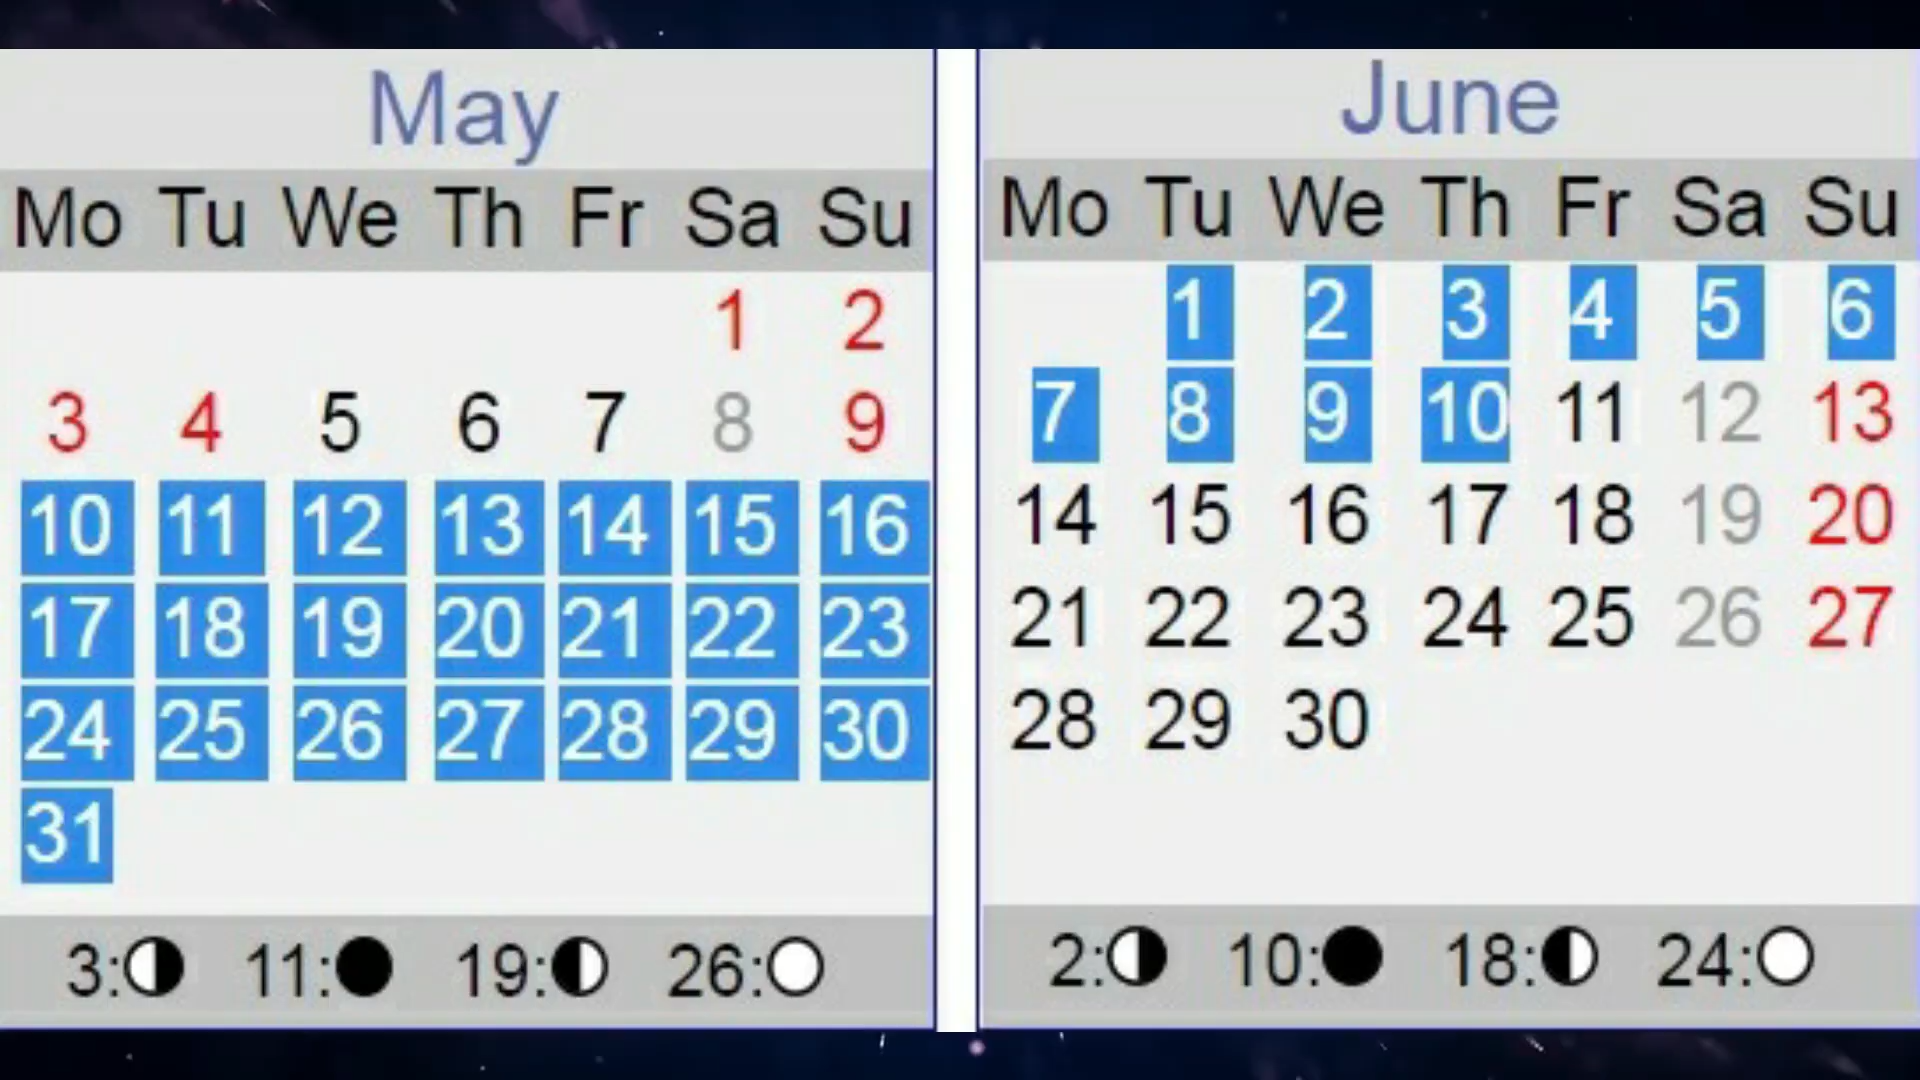 May
Mo Tu We Th Fr Sa Su
1 2
3 4 5 6 7 8 9
10 11 12 13 14 15 16
17 18 19 20 21 22 23
24 25 26 27 28 29 30
31
3: 11: 19: 26:
June
Mo Tu We Th Fr Sa Su
1 2 3 4 5 6
7 8 9 10 11 12 13
14 15 16 17 18 19 20
21 22 23 24 25 26 27
28 29 30
2: 10: 18: 24: